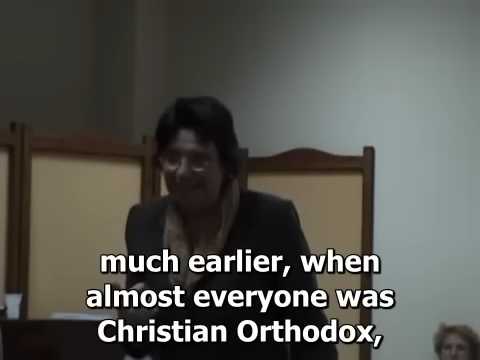 much earlier, when
almost everyone was
Christian Orthodox,